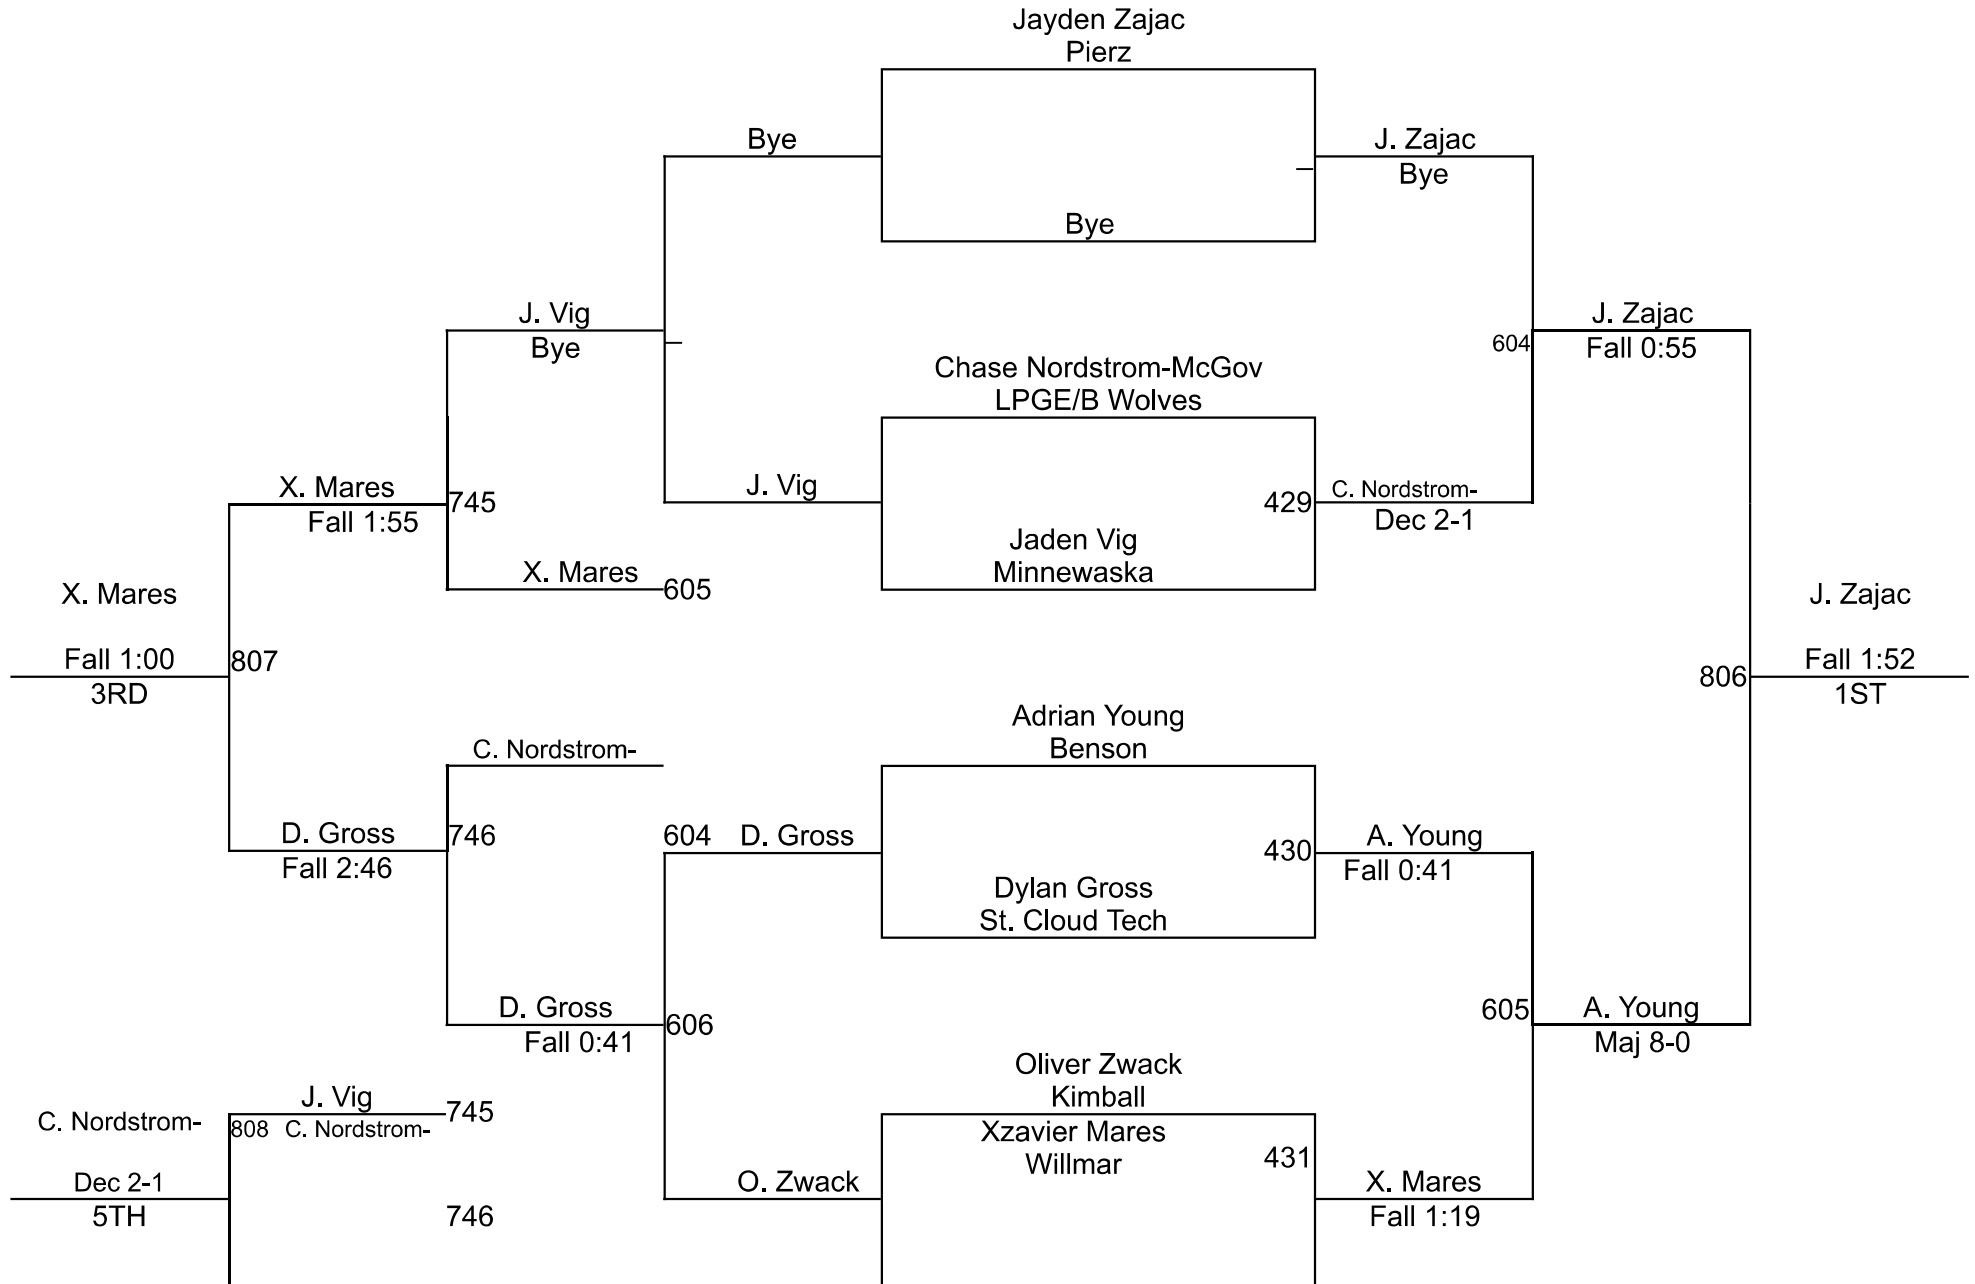 Jayden Zajac
Pierz
Bye
J. Zajac
Bye
Bye
J. Vig
Bye
604
J. Zajac
Fall 0:55
Chase Nordstrom-McGov
LPGE/B Wolves
X. Mares
745
Fall 1:55
J. Vig
429
C. Nordstrom-
Dec 2-1
Jaden Vig
Minnewaska
X. Mares
605
X. Mares
J. Zajac
Fall 1:00
807
3RD
806
Fall 1:52
1ST
Adrian Young
Benson
C. Nordstrom-
D. Gross
746
Fall 2:46
604
D. Gross
430
A. Young
Fall 0:41
Dylan Gross
St. Cloud Tech
D. Gross
606
Fall 0:41
605
A. Young
Maj 8-0
Oliver Zwack
Kimball
J. Vig
745
C. Nordstrom-
808 C. Nordstrom-
Xzavier Mares
Willmar
431
Dec 2-1
5TH
746
O. Zwack
X. Mares
Fall 1:19